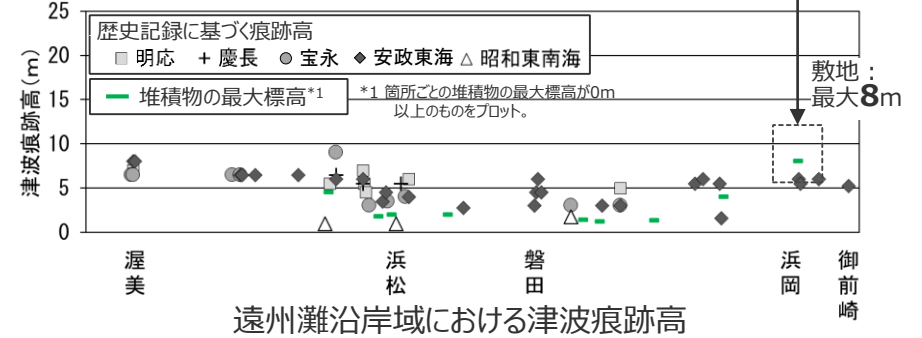 津波痕跡高(m)
25
20
15
10
5
0
歴史記録に基づく痕跡高
明応 慶長 宝永 安政東海 昭和東南海
堆積物の最大標高*1
*1 箇所ごとの堆積物の最大標高が0m
以上のものをプロット。
敷地：
最大8m
渥美
浜松
磐田
浜岡
御前崎
遠州灘沿岸域における津波痕跡高